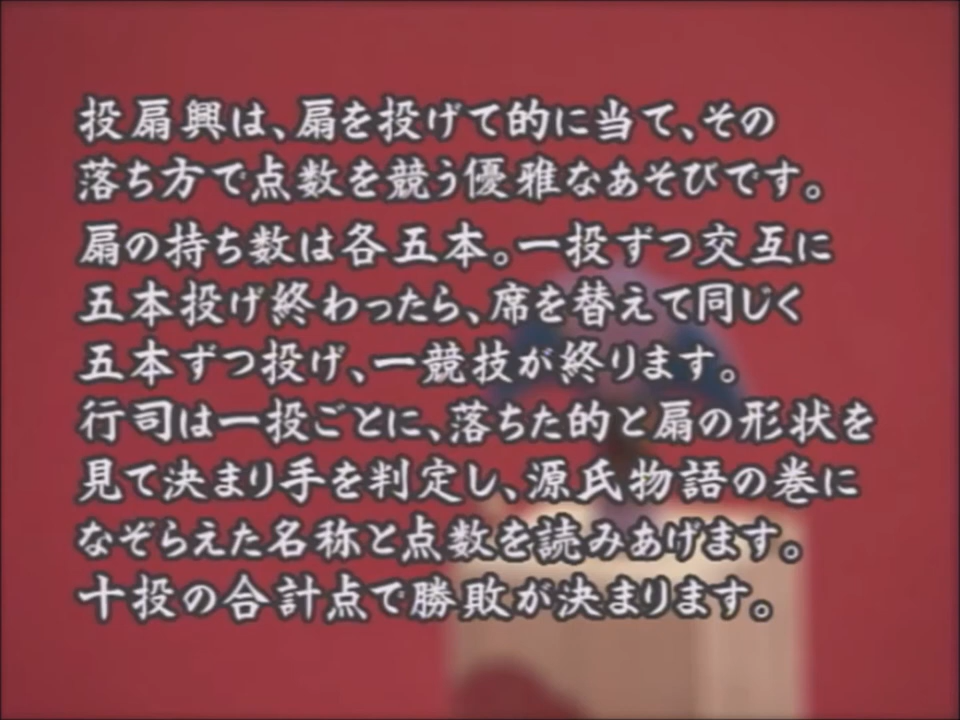 投扇興は、扇を投げて的に当て、その
落ち方で点数を競う優雅なあそびです。
扇の持ち数は各五本。一投ずつ交互に
五本投げ終わったら、席を替えて同じく
五本ずつ投げ、一競技が終ります。
行司は一投ごとに、落ちた的と扇の形状を
見て決まり手を判定し、源氏物語の巻に
なぞらえた名称と点数を読みあげます。
十投の合計点で勝敗が決まります。